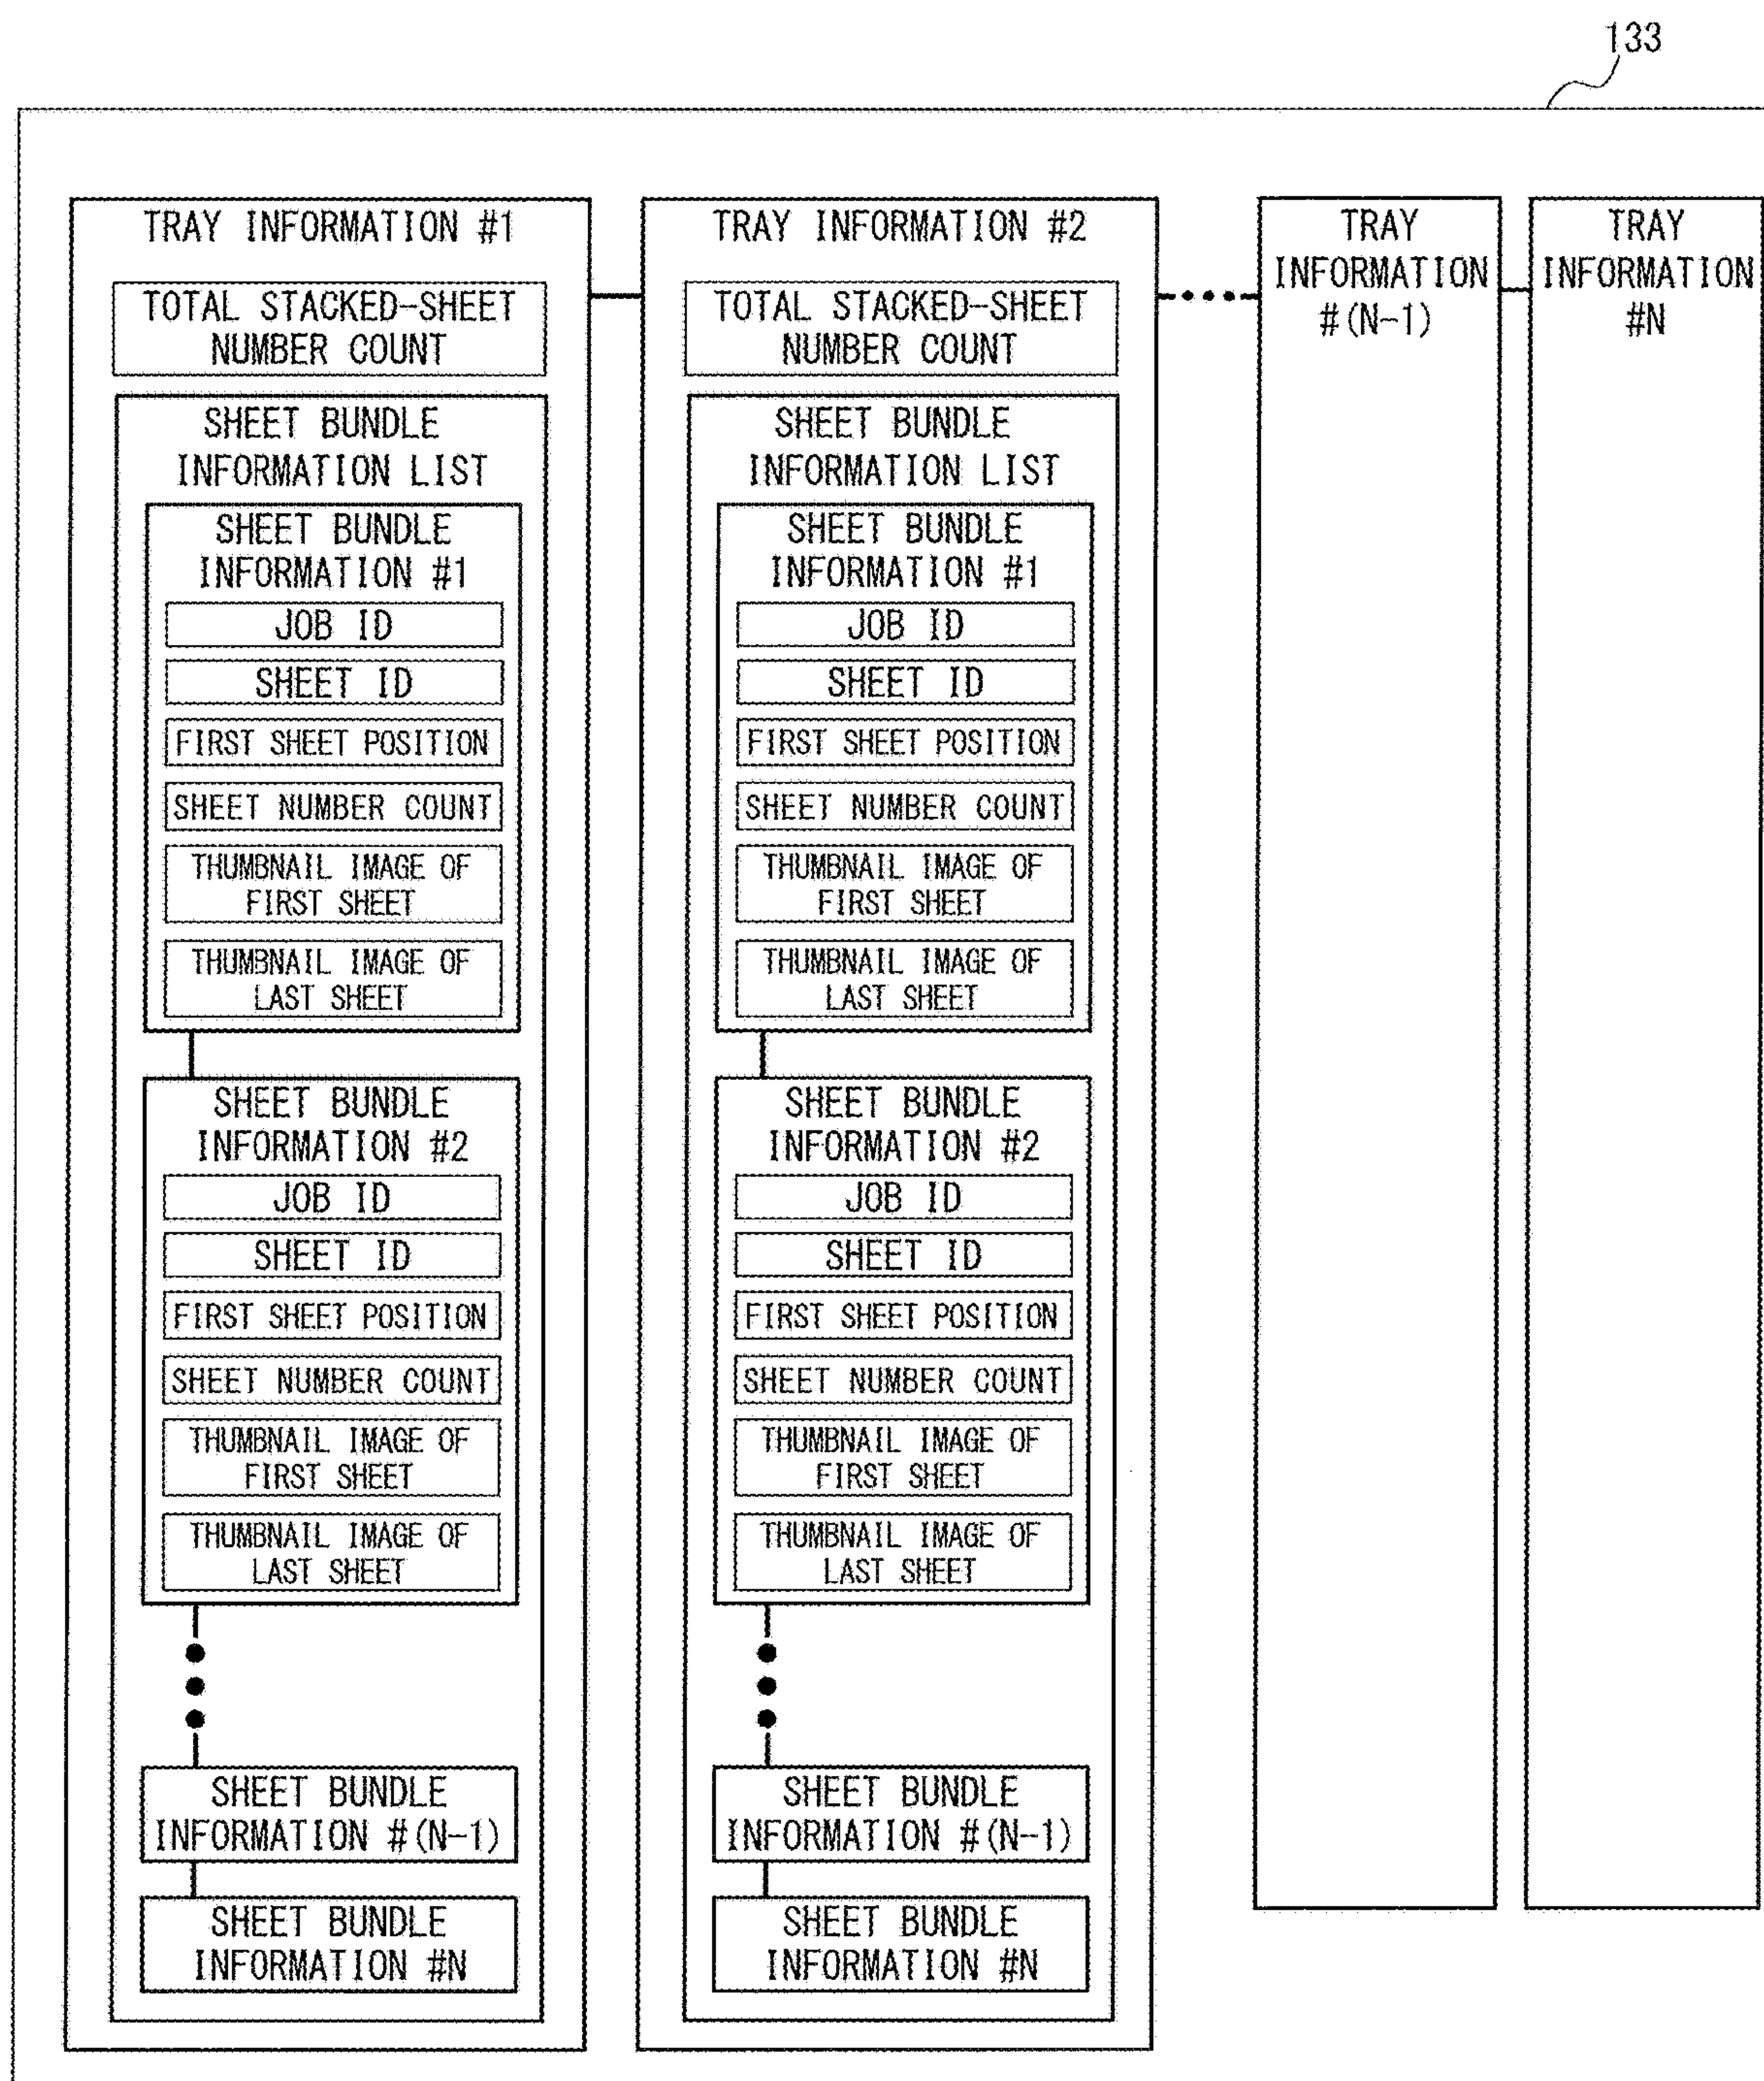 133
TRAY INFORMATION #1
TOTAL STACKED-SHEET
NUMBER COUNT
SHEET BUNDLE
INFORMATION LIST
SHEET BUNDLE
INFORMATION #1
JOB ID
SHEET ID
FIRST SHEET POSITION
SHEET NUMBER COUNT
THUMBNAIL IMAGE OF
FIRST SHEET
THUMBNAIL IMAGE OF
LAST SHEET
SHEET BUNDLE
INFORMATION #2
JOB ID
SHEET ID
FIRST SHEET POSITION
SHEET NUMBER COUNT
THUMBNAIL IMAGE OF
FIRST SHEET
THUMBNAIL IMAGE OF
LAST SHEET
SHEET BUNDLE
INFORMATION #(N-1)
SHEET BUNDLE
INFORMATION #N
TRAY INFORMATION #2
TOTAL STACKED-SHEET
NUMBER COUNT
SHEET BUNDLE
INFORMATION LIST
SHEET BUNDLE
INFORMATION #1
JOB ID
SHEET ID
FIRST SHEET POSITION
SHEET NUMBER COUNT
THUMBNAIL IMAGE OF
FIRST SHEET
THUMBNAIL IMAGE OF
LAST SHEET
SHEET BUNDLE
INFORMATION #2
JOB ID
SHEET ID
FIRST SHEET POSITION
SHEET NUMBER COUNT
THUMBNAIL IMAGE OF
FIRST SHEET
THUMBNAIL IMAGE OF
LAST SHEET
SHEET BUNDLE
INFORMATION #(N-1)
SHEET BUNDLE
INFORMATION #N
TRAY
INFORMATION
#(N-1)
TRAY
INFORMATION
#N